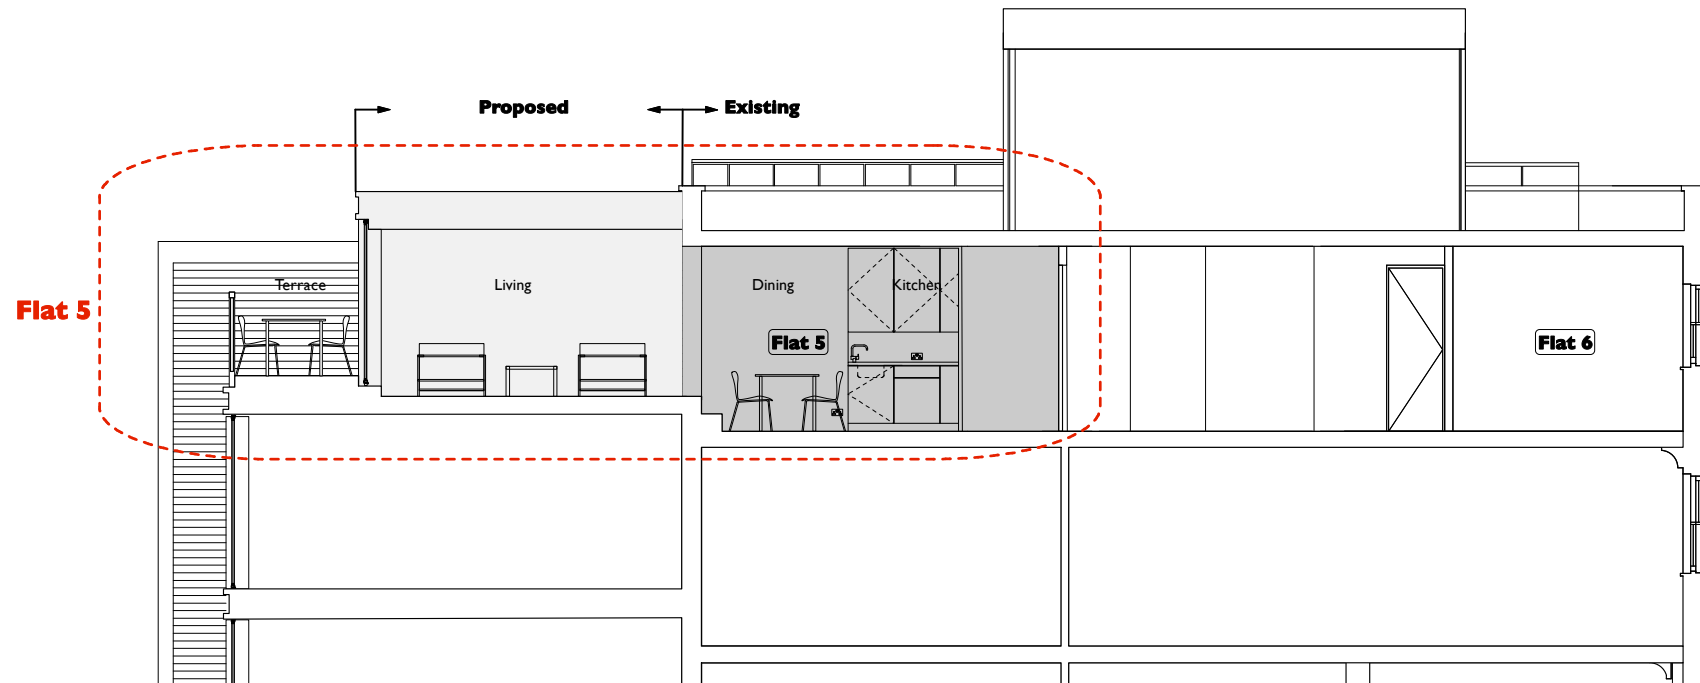 Proposed
Existing
Terrace
Living
Dining
Kitchen
Flat 5
Flat 5
Flat 6